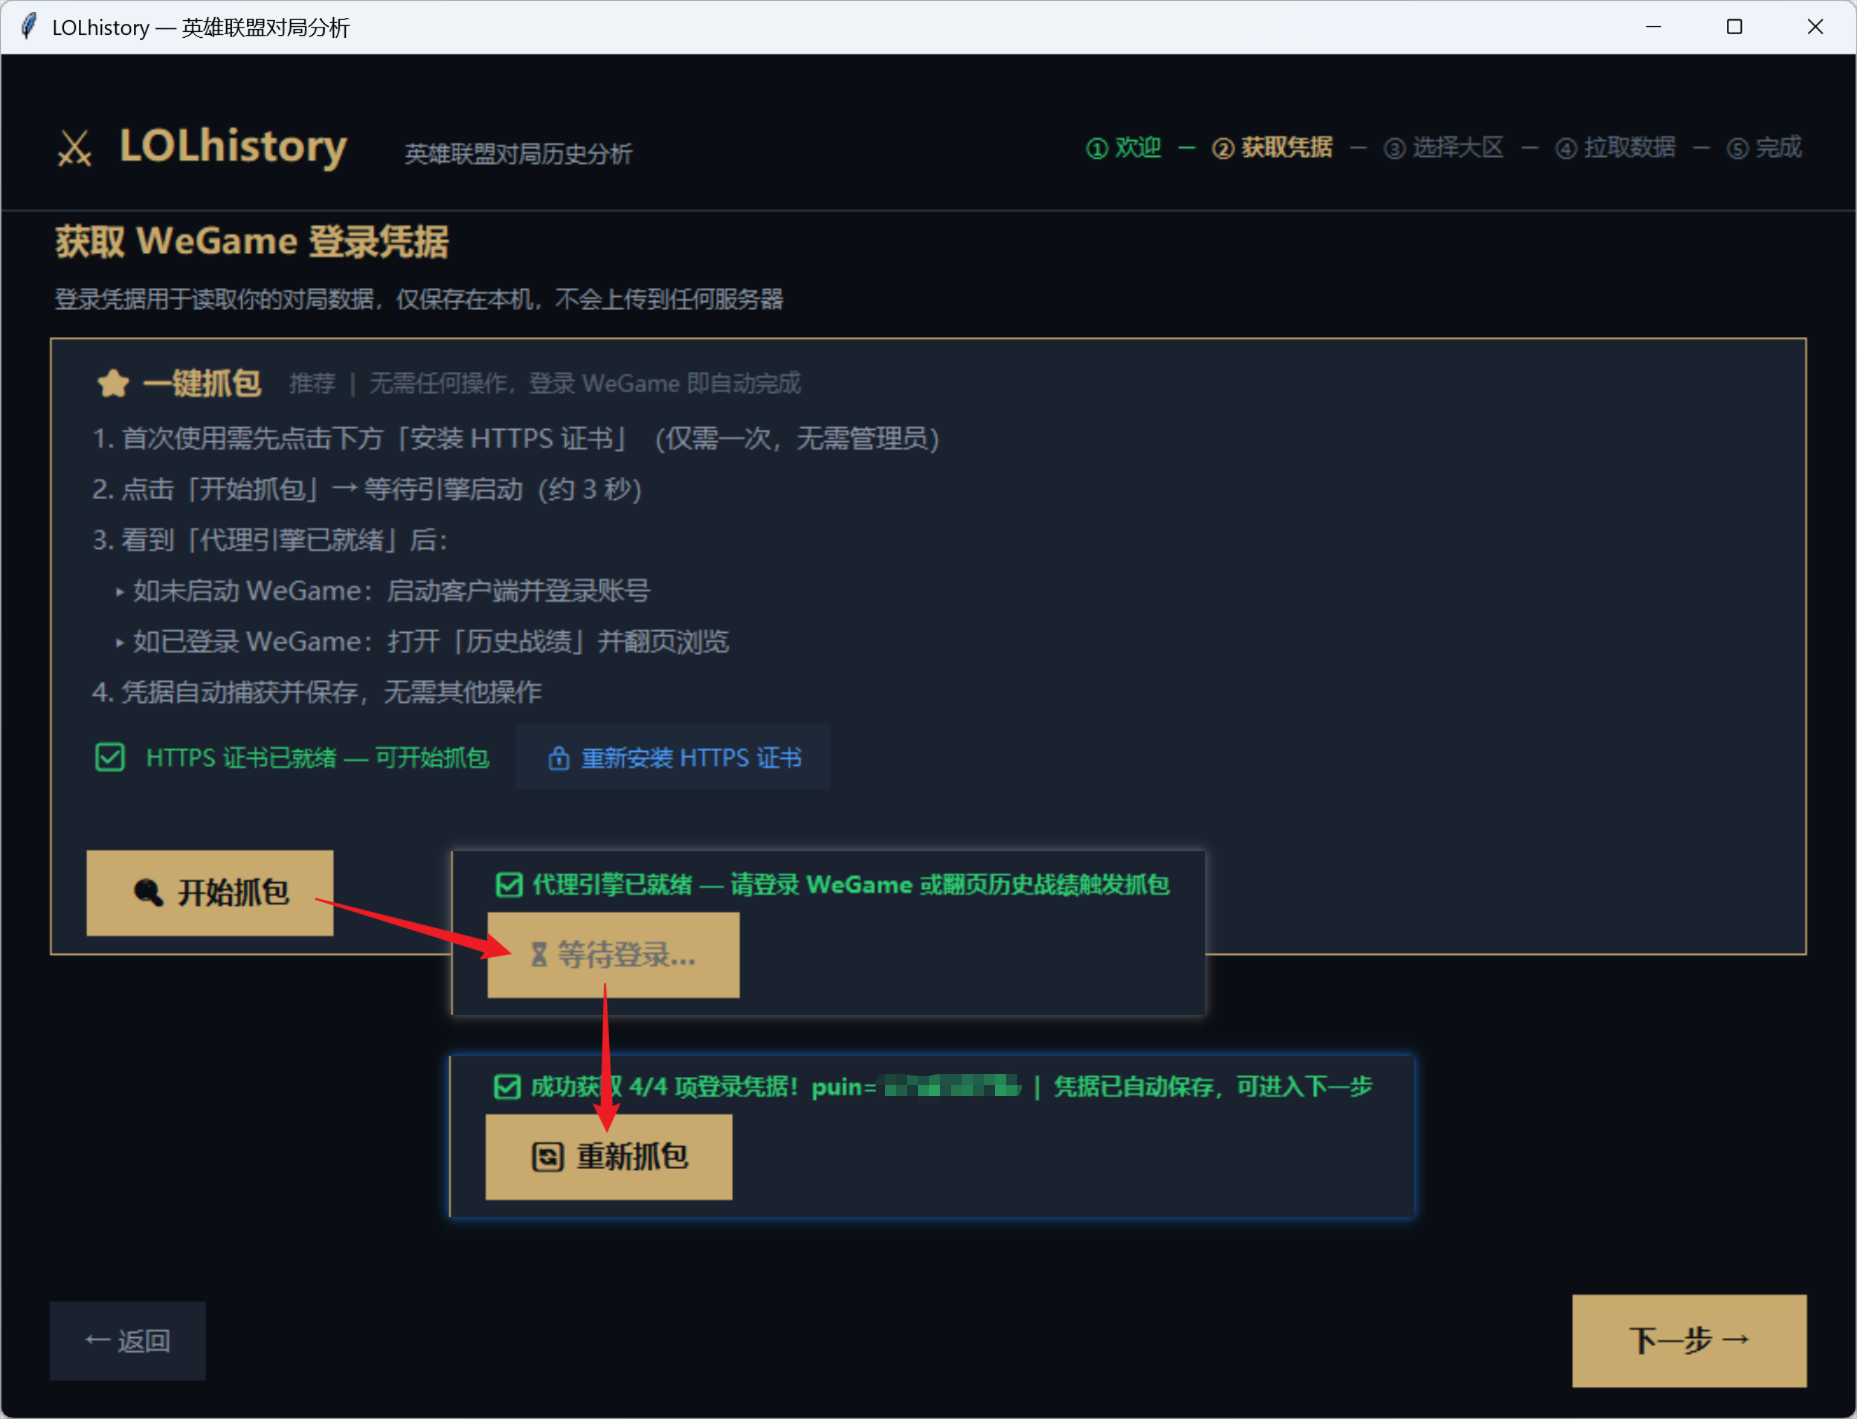 LOLhistory — 英雄联盟对局分析
LOLhistory 英雄联盟对局历史分析
① 欢迎 — ② 获取凭据 — ③ 选择大区 — ④ 拉取数据 — ⑤ 完成
获取 WeGame 登录凭据
登录凭据用于读取你的对局数据，仅保存在本机，不会上传到任何服务器
一键抓包 推荐 | 无需任何操作，登录 WeGame 即自动完成
1. 首次使用需先点击下方「安装 HTTPS 证书」（仅需一次，无需管理员）
2. 点击「开始抓包」→ 等待引擎启动（约 3 秒）
3. 看到「代理引擎已就绪」后：
‣ 如未启动 WeGame：启动客户端并登录账号
‣ 如已登录 WeGame：打开「历史战绩」并翻页浏览
4. 凭据自动捕获并保存，无需其他操作
HTTPS 证书已就绪 — 可开始抓包
重新安装 HTTPS 证书
开始抓包
代理引擎已就绪 — 请登录 WeGame 或翻页历史战绩触发抓包
等待登录...
成功获取 4/4 项登录凭据！puin= | 凭据已自动保存，可进入下一步
重新抓包
← 返回
下一步 →